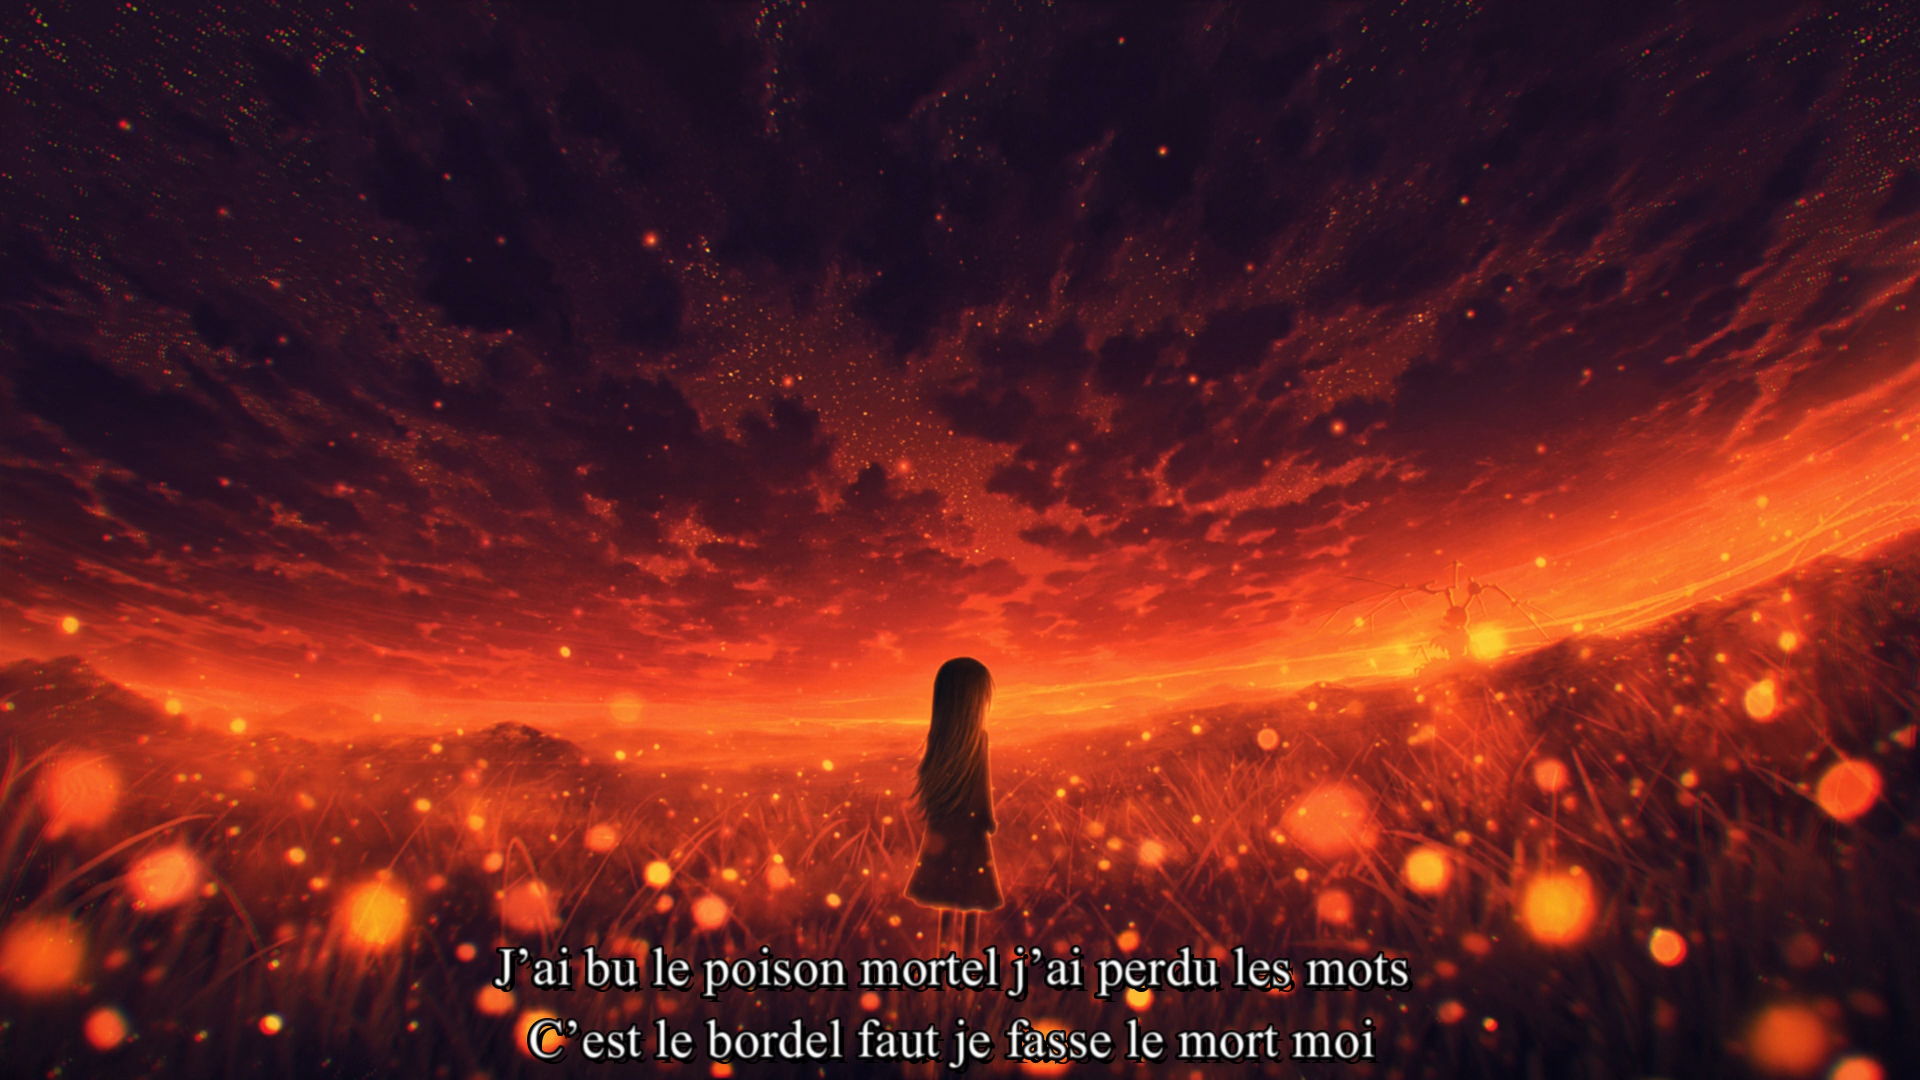 J’ai bu le poison mortel j’ai perdu les mots
C’est le bordel faut je fasse le mort moi